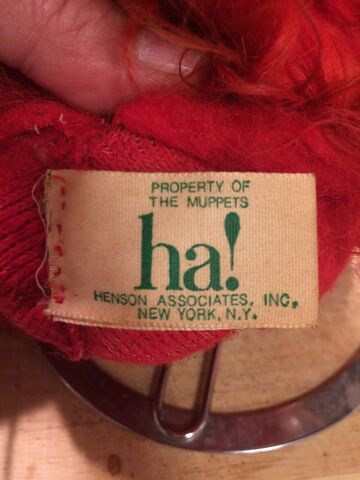 PROPERTY OF
THE MUPPETS
ha!
HENSON ASSOCIATES, INC.
NEW YORK, N.Y.